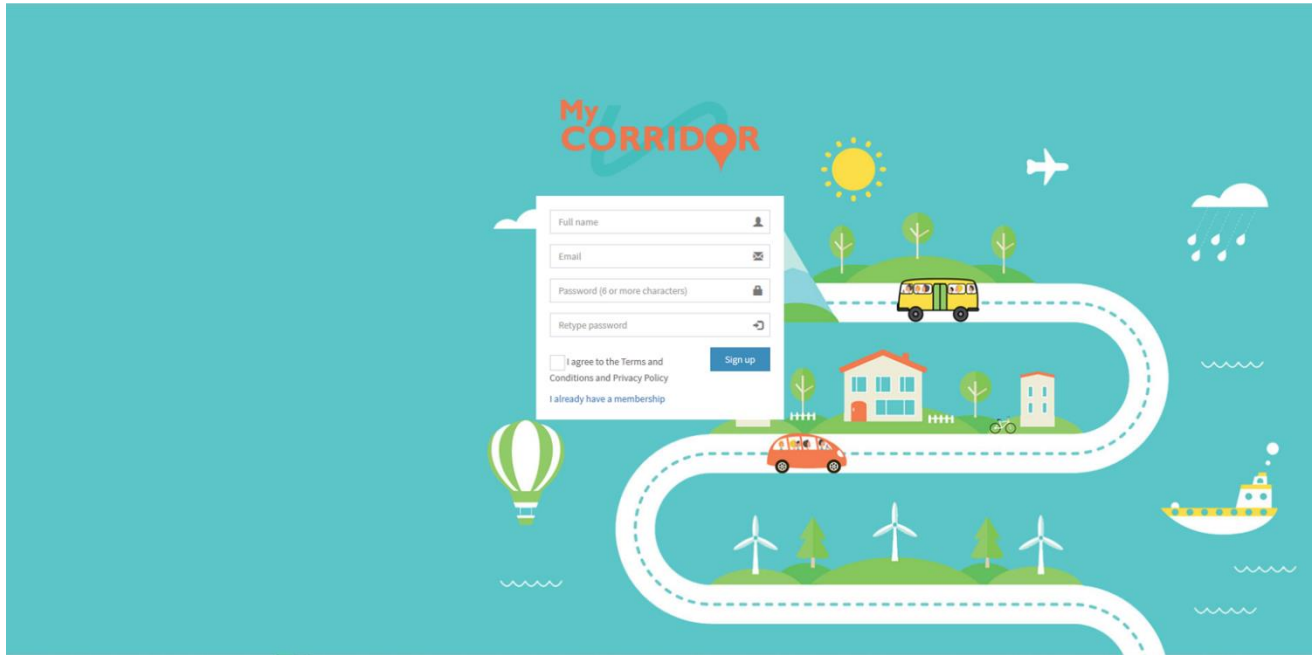 My
CORRIDOR
Full name
Email
Password (6 or more characters)
Retype password
I agree to the Terms and
Conditions and Privacy Policy
Sign up
I already have a membership